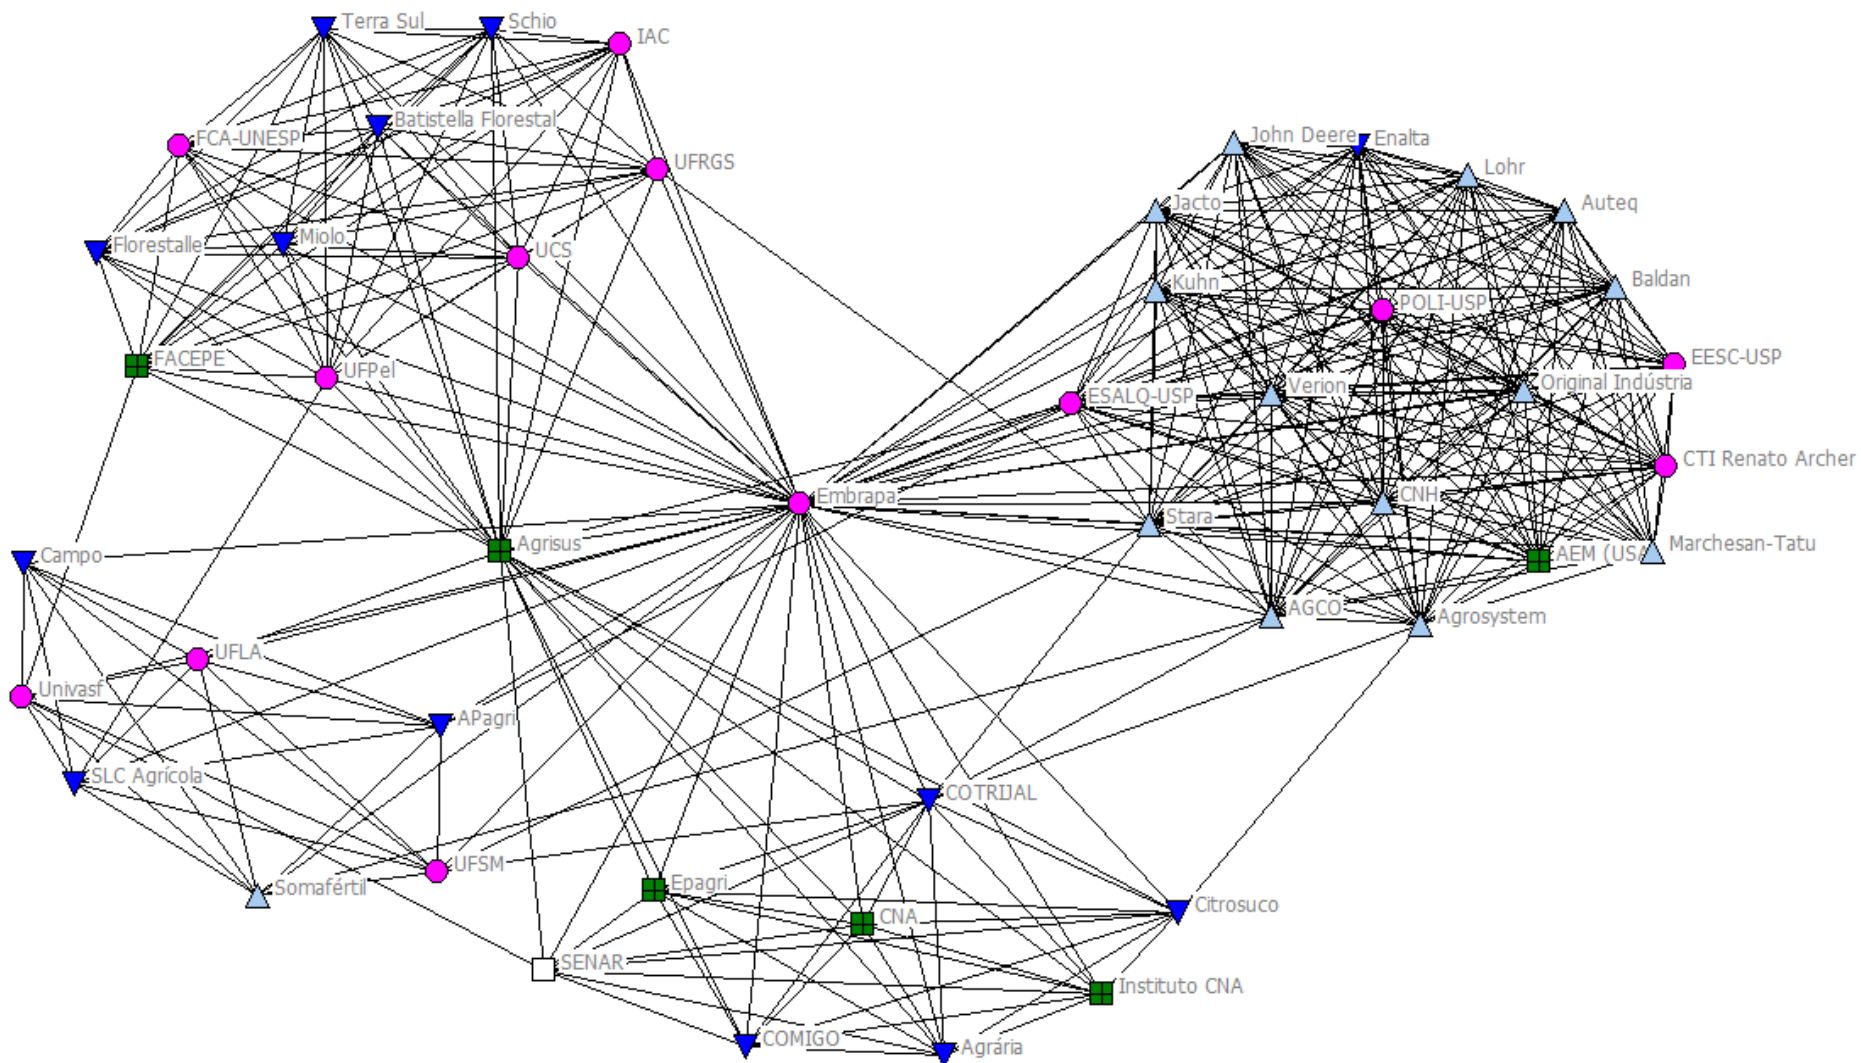 Terra Sul
Schio
IAC
Batistella Florestal
FCA-UNESP
UFRGS
John Deere
Enalta
Lohr
Jacto
Auteq
Florestalle
Miolo
UCS
Kuhn
Baldan
POLI-USP
FACEPE
UFPel
EESC-USP
ESALQ-USP
Verion
Original Indústria
CTI Renato Archer
Embrapa
CNH
Stara
Agrisus
Campo
AEM (USA
Marchesan-Tatu
AGCO
Agrosystem
UFLA
Univasf
APagri
SLC Agrícola
COTRIJAL
UFSM
Somafértil
Epagri
CNA
Citrosuco
SENAR
Instituto CNA
COMIGO
Agrária